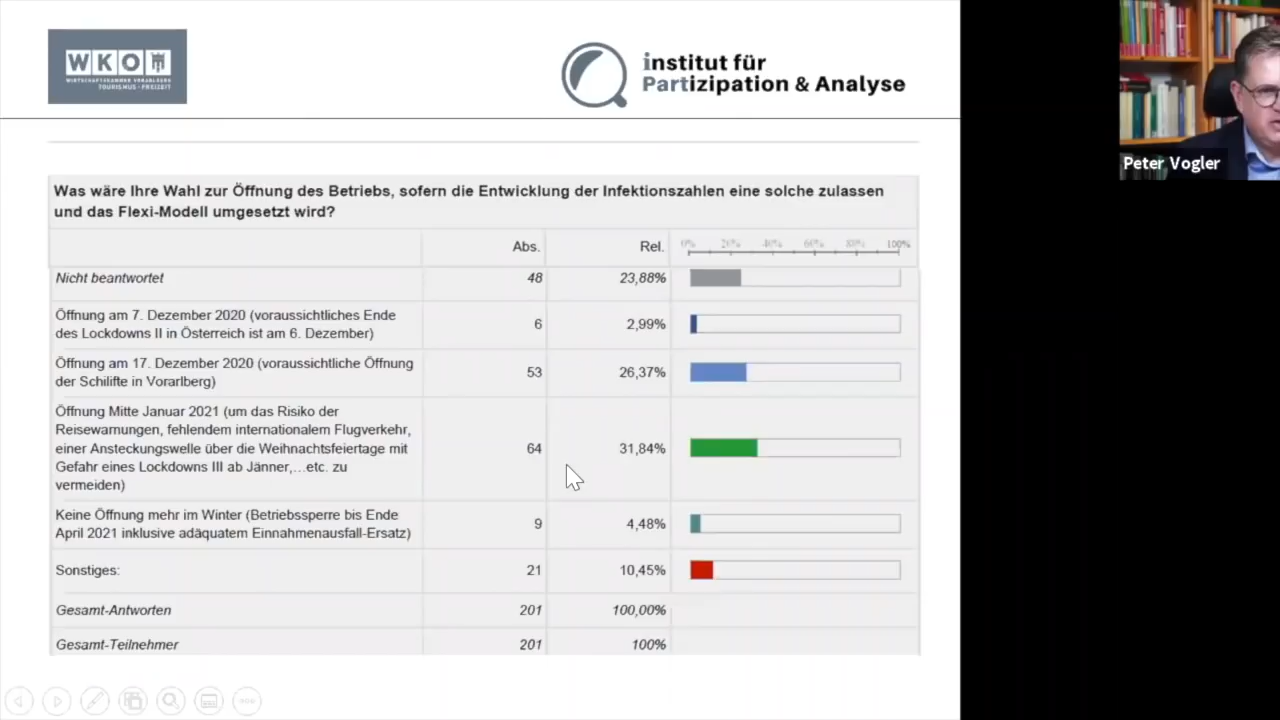 WKO
WIRTSCHAFTSKAMMER VORARLBERG
TOURISMUS · FREIZEIT
institut für
Partizipation & Analyse
Peter Vogler
Was wäre Ihre Wahl zur Öffnung des Betriebs, sofern die Entwicklung der Infektionszahlen eine solche zulassen
und das Flexi-Modell umgesetzt wird?
Abs. Rel. 0% 20% 40% 60% 80% 100%
Nicht beantwortet 48 23,88%
Öffnung am 7. Dezember 2020 (voraussichtliches Ende
des Lockdowns II in Österreich ist am 6. Dezember) 6 2,99%
Öffnung am 17. Dezember 2020 (voraussichtliche Öffnung
der Schilifte in Vorarlberg) 53 26,37%
Öffnung Mitte Januar 2021 (um das Risiko der
Reisewarnungen, fehlendem internationalem Flugverkehr,
einer Ansteckungswelle über die Weihnachtsfeiertage mit 64 31,84%
Gefahr eines Lockdowns III ab Jänner,...etc. zu
vermeiden)
Keine Öffnung mehr im Winter (Betriebssperre bis Ende
April 2021 inklusive adäquatem Einnahmenausfall-Ersatz) 9 4,48%
Sonstiges: 21 10,45%
Gesamt-Antworten 201 100,00%
Gesamt-Teilnehmer 201 100%